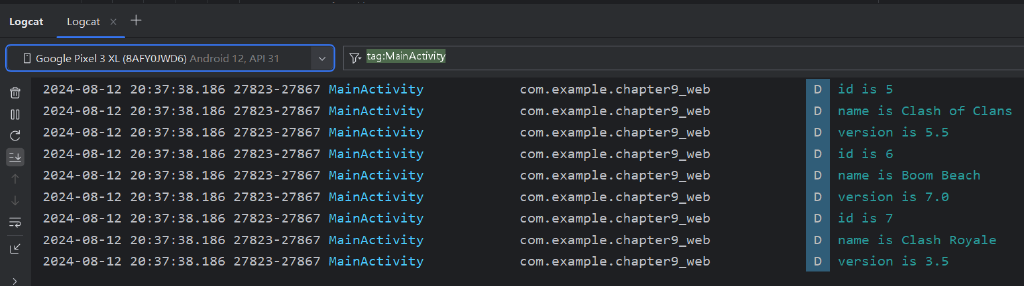 Logcat Logcat × +
Google Pixel 3 XL (8AFY0JWD6) Android 12, API 31 tag:MainActivity
2024-08-12 20:37:38.186 27823-27867 MainActivity com.example.chapter9_web D id is 5
2024-08-12 20:37:38.186 27823-27867 MainActivity com.example.chapter9_web D name is Clash of Clans
2024-08-12 20:37:38.186 27823-27867 MainActivity com.example.chapter9_web D version is 5.5
2024-08-12 20:37:38.186 27823-27867 MainActivity com.example.chapter9_web D id is 6
2024-08-12 20:37:38.186 27823-27867 MainActivity com.example.chapter9_web D name is Boom Beach
2024-08-12 20:37:38.186 27823-27867 MainActivity com.example.chapter9_web D version is 7.0
2024-08-12 20:37:38.186 27823-27867 MainActivity com.example.chapter9_web D id is 7
2024-08-12 20:37:38.186 27823-27867 MainActivity com.example.chapter9_web D name is Clash Royale
2024-08-12 20:37:38.186 27823-27867 MainActivity com.example.chapter9_web D version is 3.5